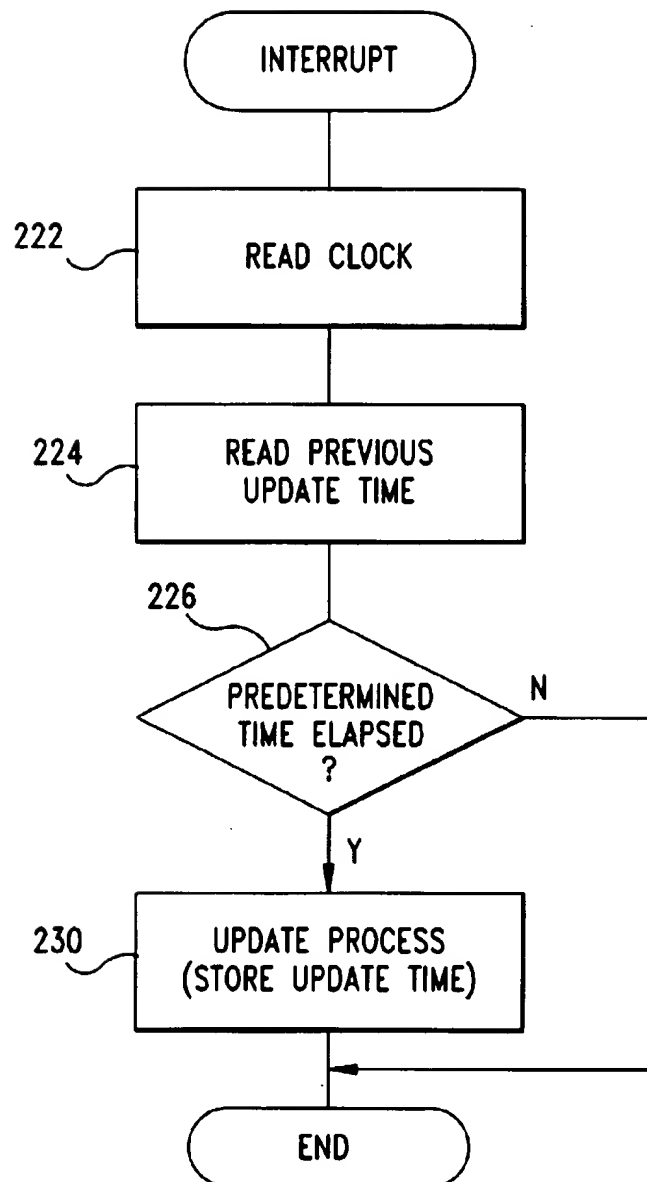 INTERRUPT
222
READ CLOCK
224
READ PREVIOUS
UPDATE TIME
226
PREDETERMINED
TIME ELAPSED
?
N
Y
230
UPDATE PROCESS
(STORE UPDATE TIME)
END